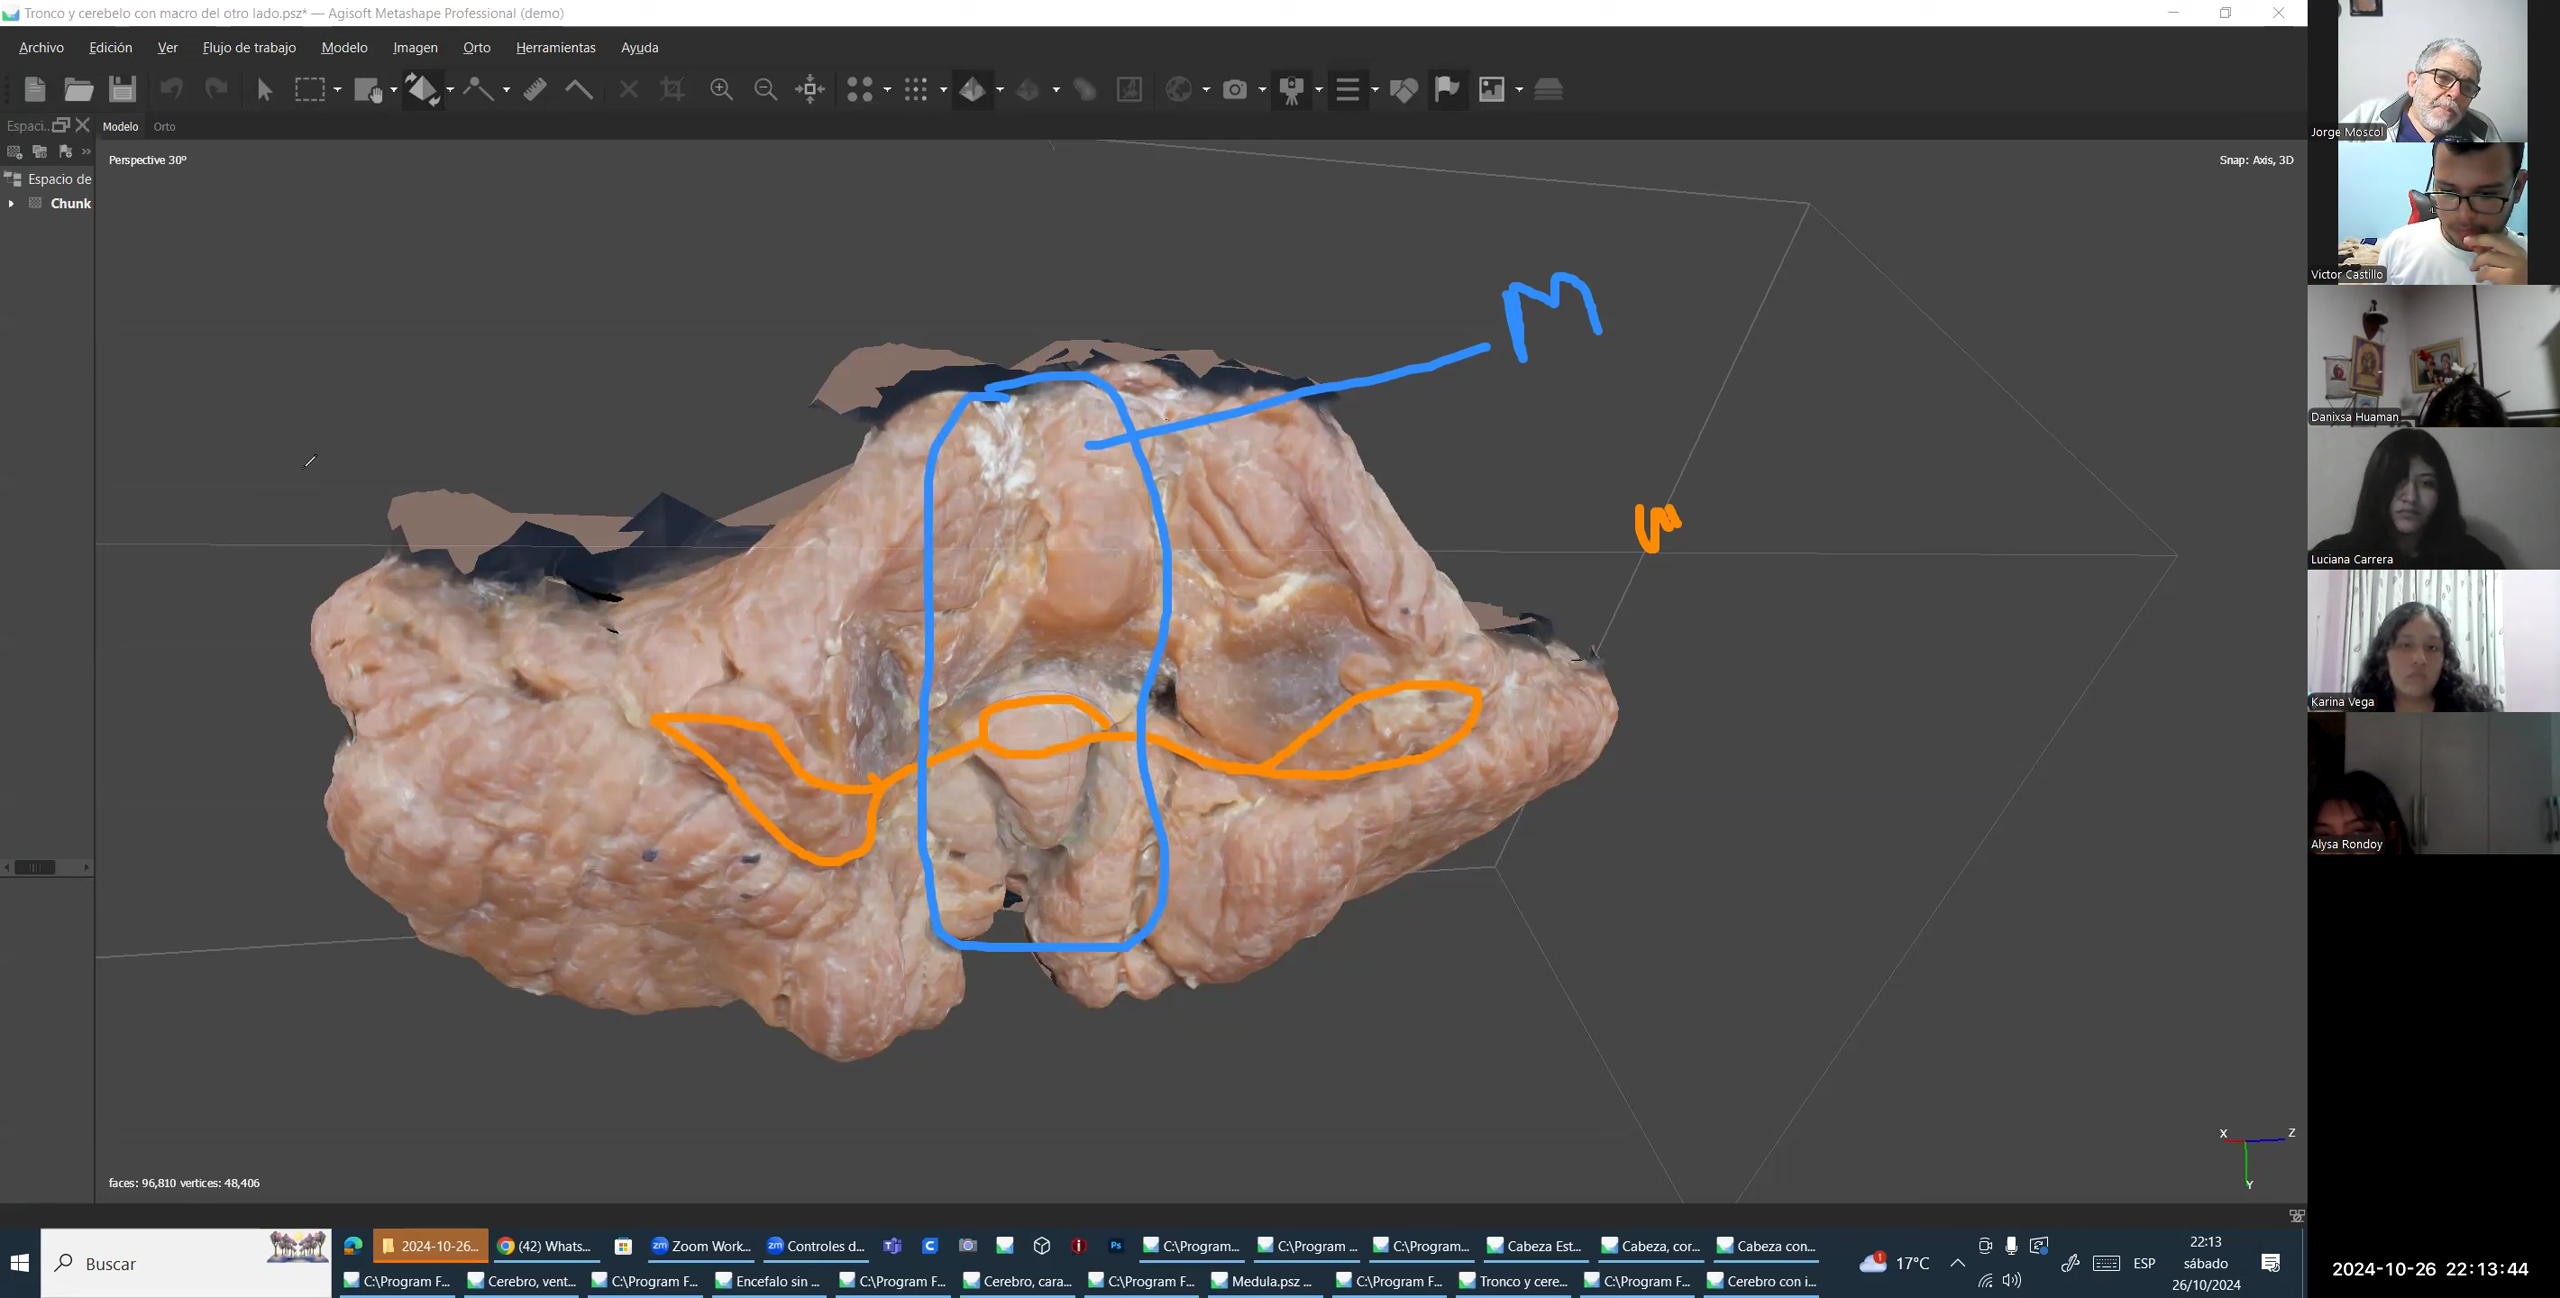 Tronco y cerebelo con macro del otro lado.psz* — Agisoft Metashape Professional (demo)
Archivo Edición Ver Flujo de trabajo Modelo Imagen Orto Herramientas Ayuda
Espaci... Modelo Orto
Perspective 30° Snap: Axis, 3D
Espacio de
Chunk
M
Jorge Moscol
Victor Castillo
Danixsa Huaman
Luciana Carrera
Karina Vega
Alysa Rondoy
X Z
Y
faces: 96,810 vertices: 48,406
2024-10-26... (42) Whats... Zoom Work... Controles d... C:\Program... C:\Program ... C:\Program... Cabeza Est... Cabeza, cor... Cabeza con...
Buscar
C:\Program F... Cerebro, vent... C:\Program F... Encefalo sin ... C:\Program F... Cerebro, cara... C:\Program F... Medula.psz ... C:\Program F... Tronco y cere... C:\Program F... Cerebro con i...
17°C ESP
22:13
sábado
26/10/2024
2024-10-26 22:13:44